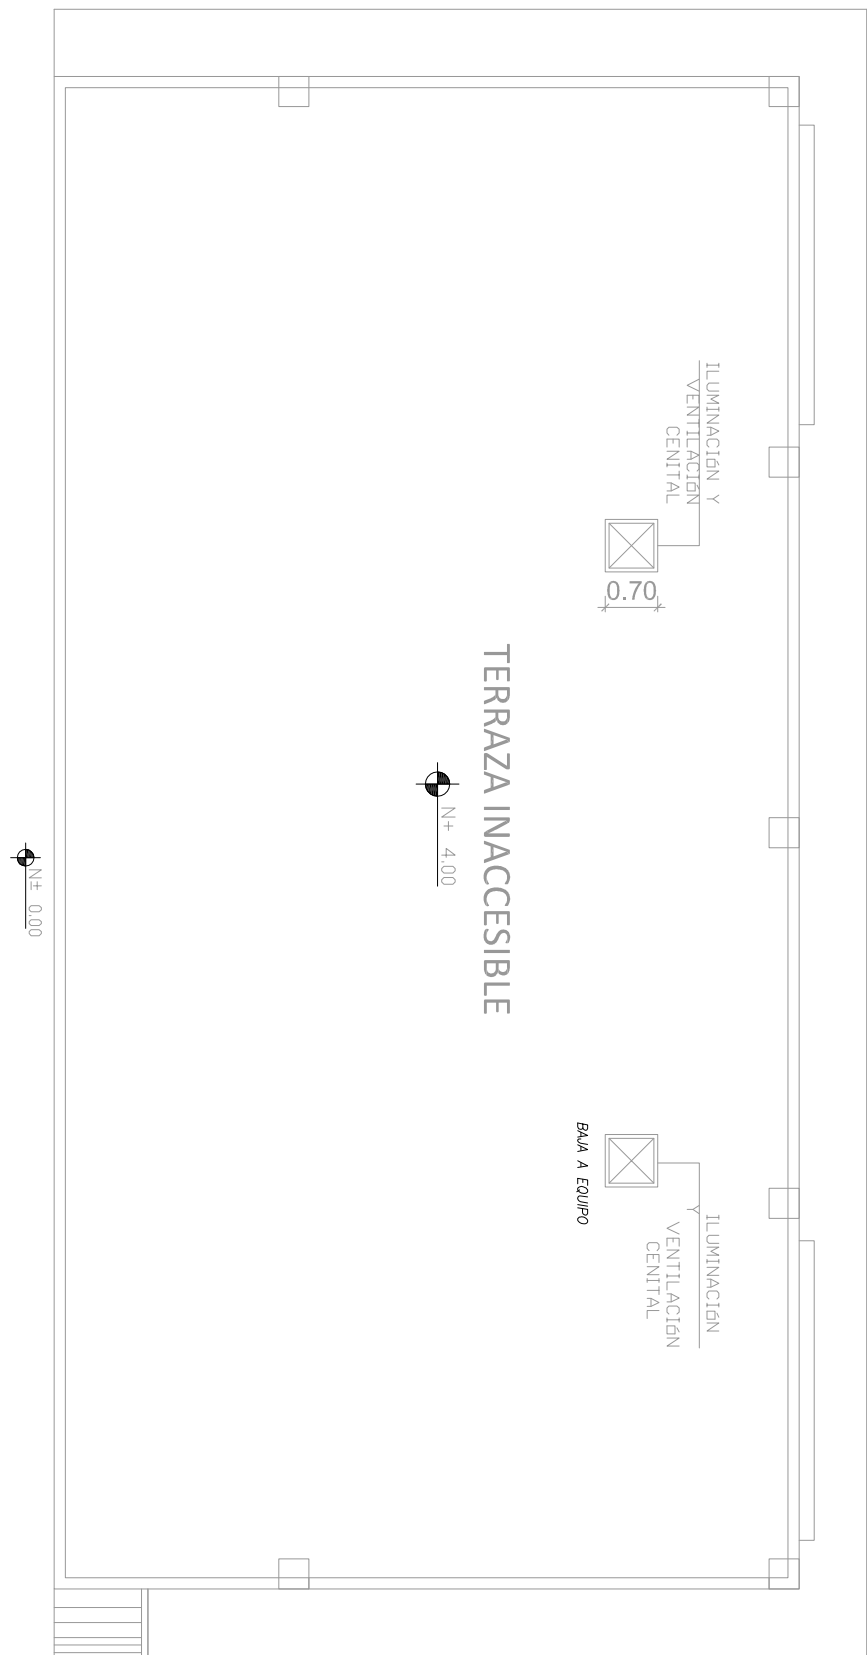 ILUMINACIÓN Y
VENTILACIÓN
CENITAL
0.70
TERRAZA INACCESIBLE
N+ 4.00
N± 0.00
BAJA A EQUIPO
ILUMINACIÓN
Y
VENTILACIÓN
CENITAL